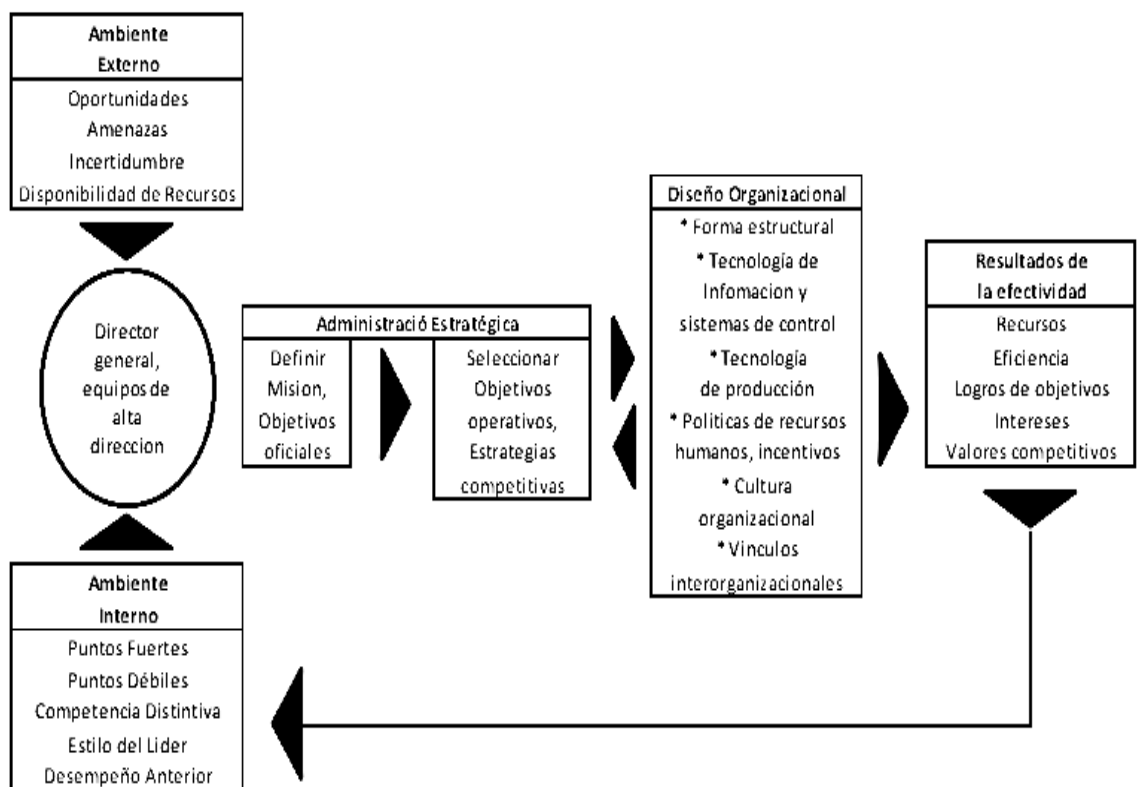 Ambiente
Externo
Oportunidades
Amenazas
Incertidumbre
Disponibilidad de Recursos
Director
general,
equipos de
alta
direccion
Ambiente
Interno
Puntos Fuertes
Puntos Débiles
Competencia Distintiva
Estilo del Lider
Desempeño Anterior
Administració Estratégica
Definir
Mision,
Objetivos
oficiales
Seleccionar
Objetivos
operativos,
Estrategias
competitivas
Diseño Organizacional
* Forma estructural
* Tecnología de
Infomacion y
sistemas de control
* Tecnología
de producción
* Politicas de recursos
humanos, incentivos
* Cultura
organizacional
* Vinculos
interorganizacionales
Resultados de
la efectividad
Recursos
Eficiencia
Logros de objetivos
Intereses
Valores competitivos